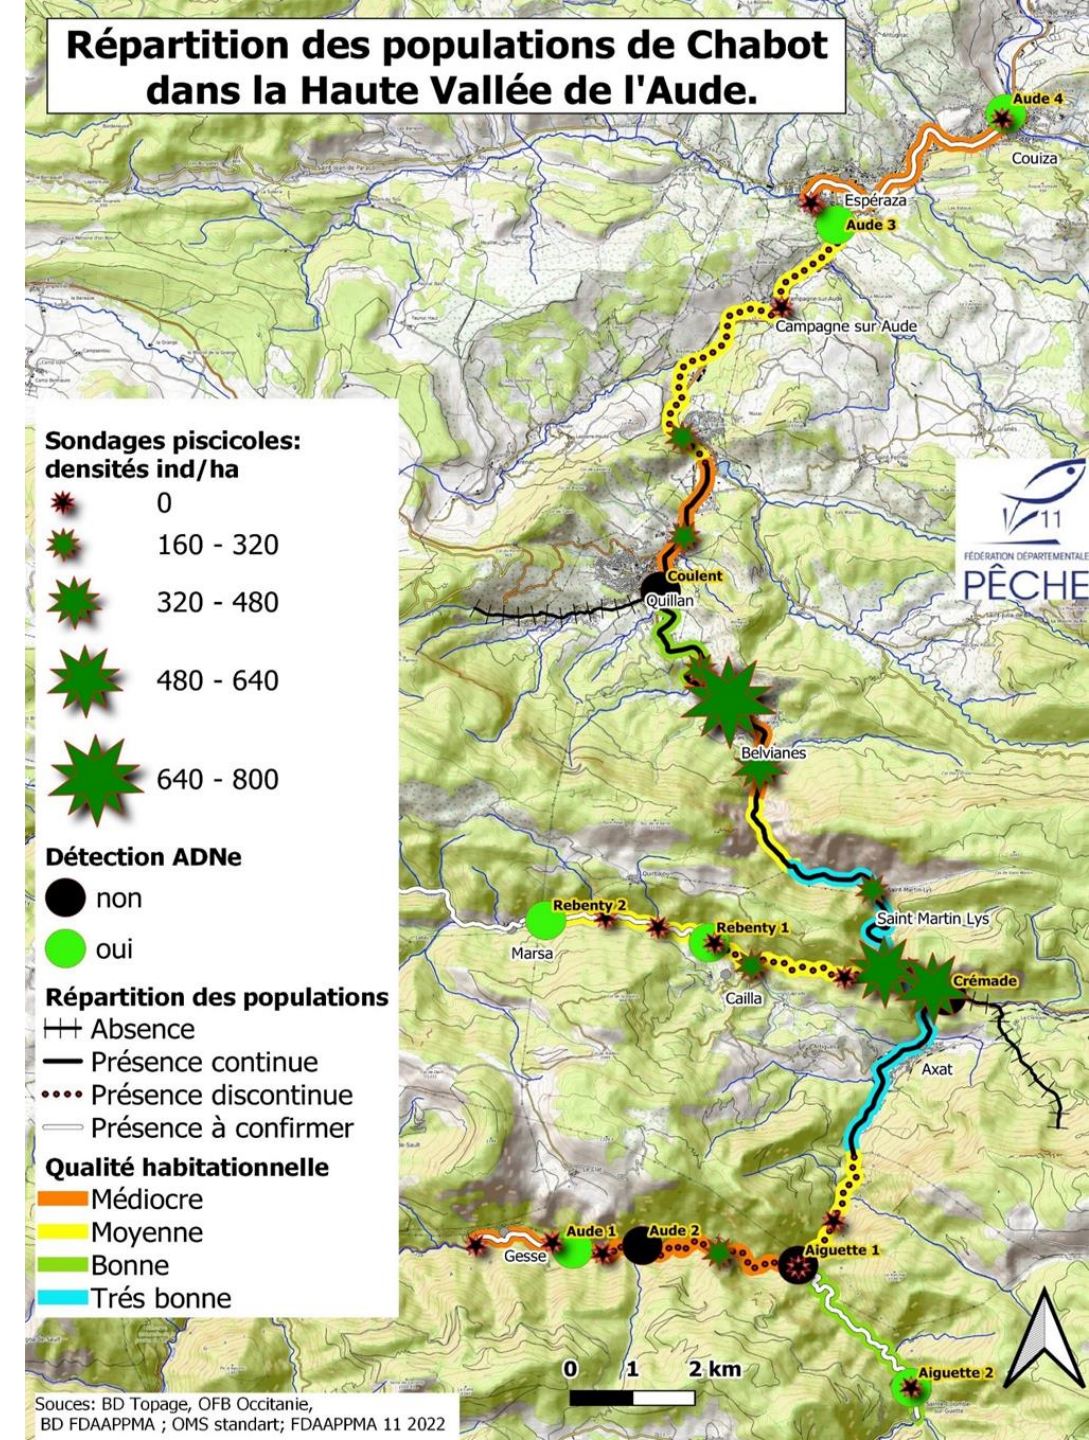 Répartition des populations de Chabot
dans la Haute Vallée de l'Aude.
Aude 4
Couiza
Espéraza
Aude 3
Campagne sur Aude
Sondages piscicoles:
densités ind/ha
0
160 - 320
320 - 480
480 - 640
640 - 800
Détection ADNe
non
oui
Répartition des populations
Absence
Présence continue
Présence discontinue
Présence à confirmer
Qualité habitationnelle
Médiocre
Moyenne
Bonne
Trés bonne
11
FÉDÉRATION DÉPARTEMENTALE
PÊCHE
Coulent
Quillan
Belvianes
Saint Martin Lys
Rebenty 2
Marsa
Rebenty 1
Cailla
Crémade
Axat
Aude 1
Gesse
Aude 2
Aiguette 1
Aiguette 2
0 1 2 km
Souces: BD Topage, OFB Occitanie,
BD FDAAPPMA ; OMS standart; FDAAPPMA 11 2022